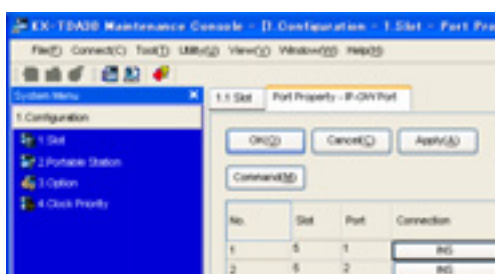 KX-TDA30 Maintenance Console - [1.Configuration - 1.Slot - Port Pro
File(F) Connect(C) Tool(T) Utility(U) View(V) Window(W) Help(H)
System Menu
1.Configuration
1.Slot
2.Portable Station
3.Option
4.Clock Priority
1.1 Slot
Port Property - IP-GW Port
OK(O)
Cancel(C)
Apply(A)
Command(M)
No. Slot Port Connection
1 5 1 INS
2 5 2 INS